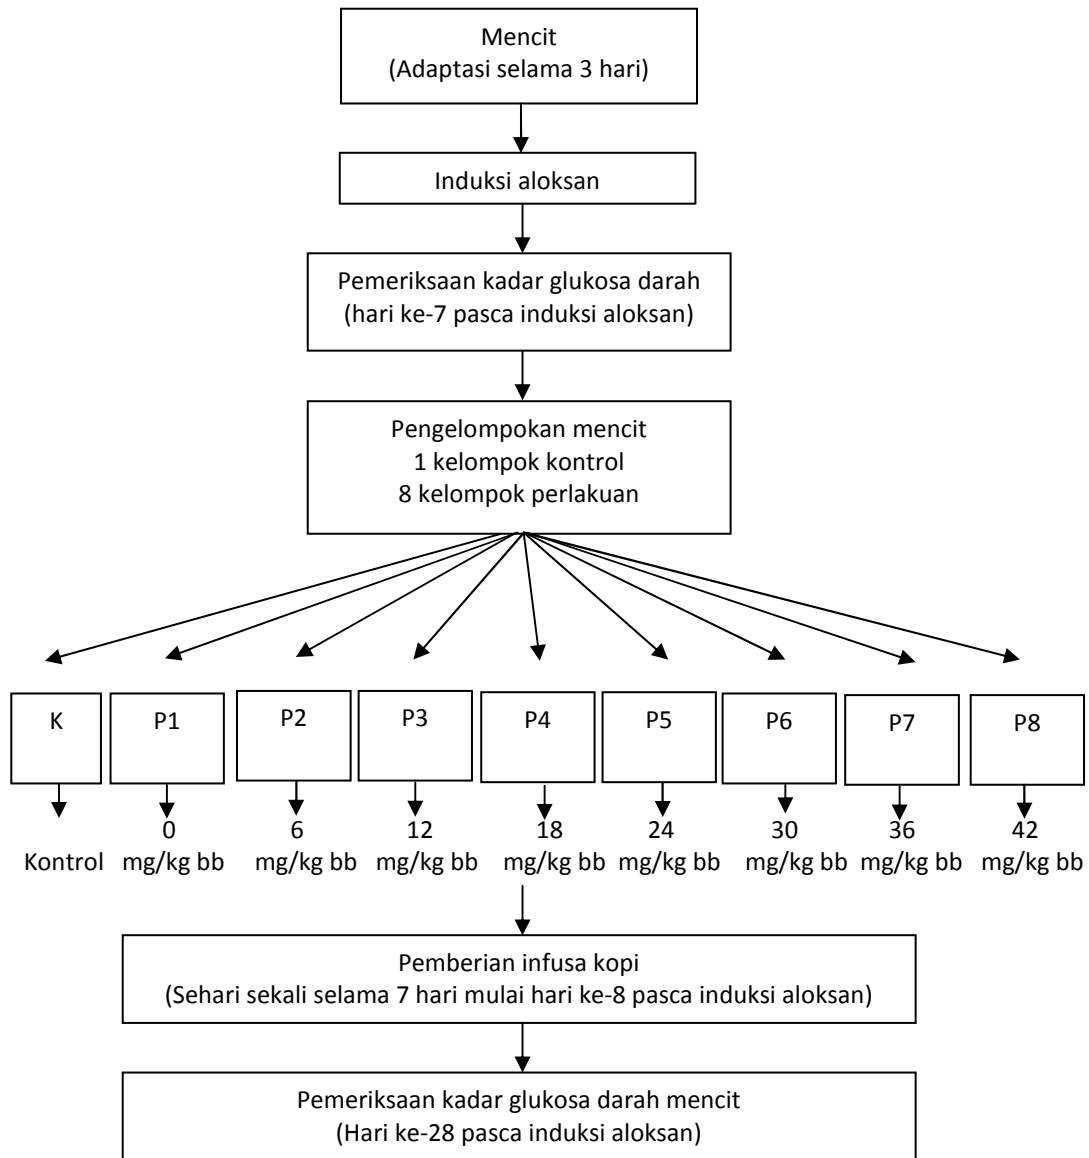 Mencit
(Adaptasi selama 3 hari)
Induksi aloksan
Pemeriksaan kadar glukosa darah
(hari ke-7 pasca induksi aloksan)
Pengelompokan mencit
1 kelompok kontrol
8 kelompok perlakuan
K P1 P2 P3 P4 P5 P6 P7 P8
0 6 12 18 24 30 36 42
Kontrol mg/kg bb mg/kg bb mg/kg bb mg/kg bb mg/kg bb mg/kg bb mg/kg bb mg/kg bb
Pemberian infusa kopi
(Sehari sekali selama 7 hari mulai hari ke-8 pasca induksi aloksan)
Pemeriksaan kadar glukosa darah mencit
(Hari ke-28 pasca induksi aloksan)